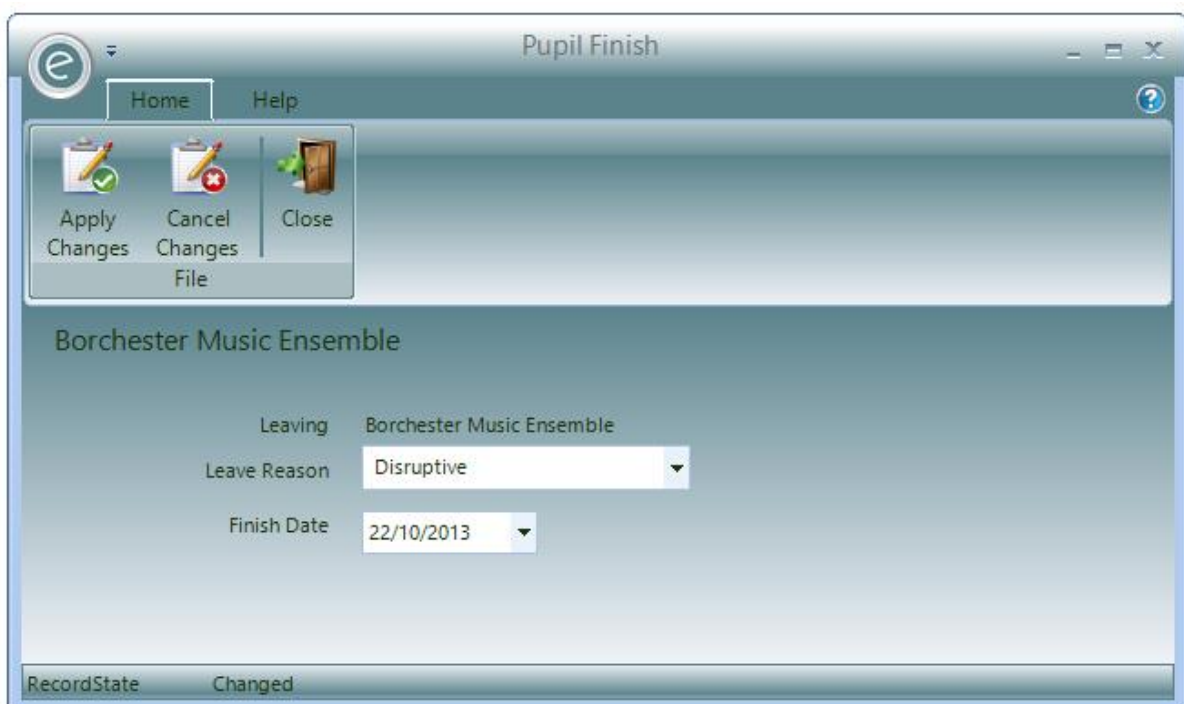 e
Pupil Finish
Home Help
?
Apply Changes
Cancel Changes
Close
File
Borchester Music Ensemble
Leaving Borchester Music Ensemble
Leave Reason Disruptive
Finish Date 22/10/2013
RecordState Changed